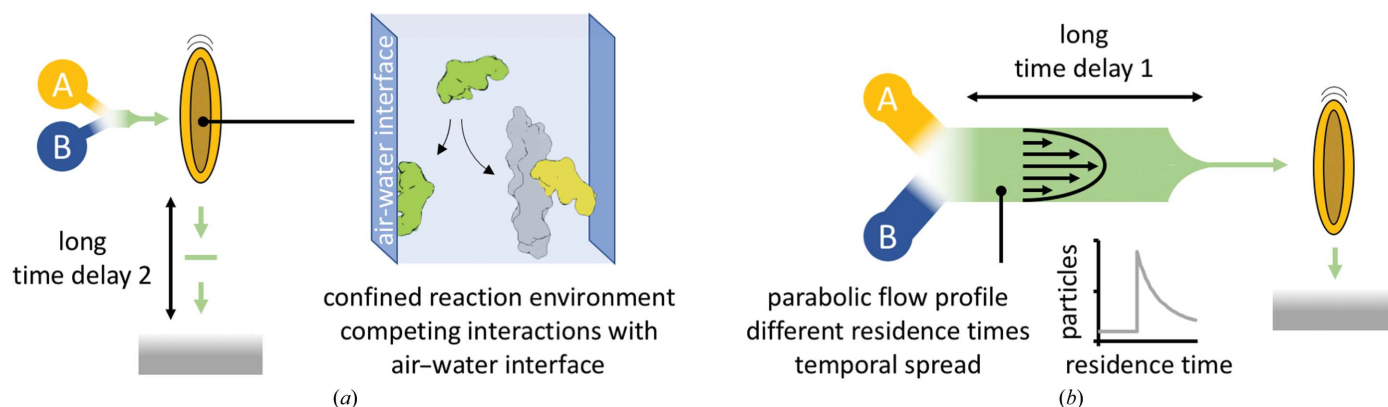 A
B
long
time delay 2
air-water interface
confined reaction environment
competing interactions with
air–water interface
(a)
long
time delay 1
A
B
parabolic flow profile
different residence times
temporal spread
particles
residence time
(b)